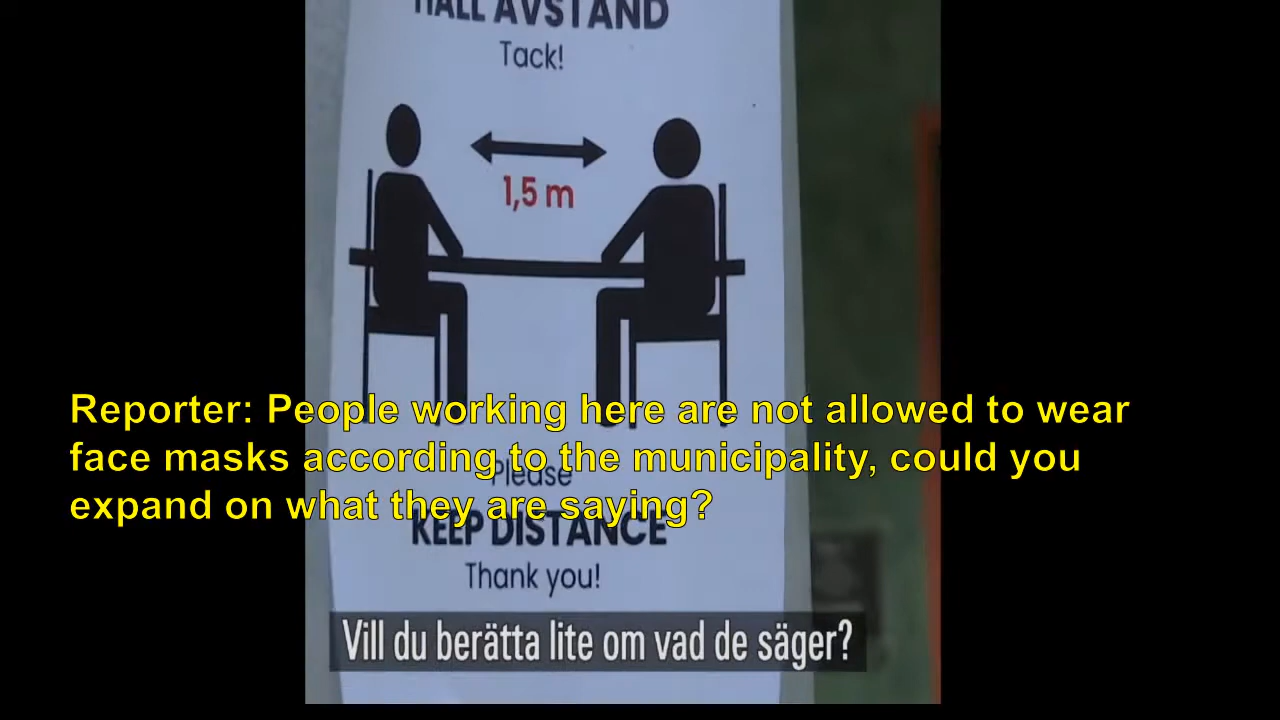 HÅLL AVSTAND
Tack!
1,5 m
Reporter: People working here are not allowed to wear
face masks according to the municipality, could you
expand on what they are saying?
Please
KEEP DISTANCE
Thank you!
Vill du berätta lite om vad de säger?